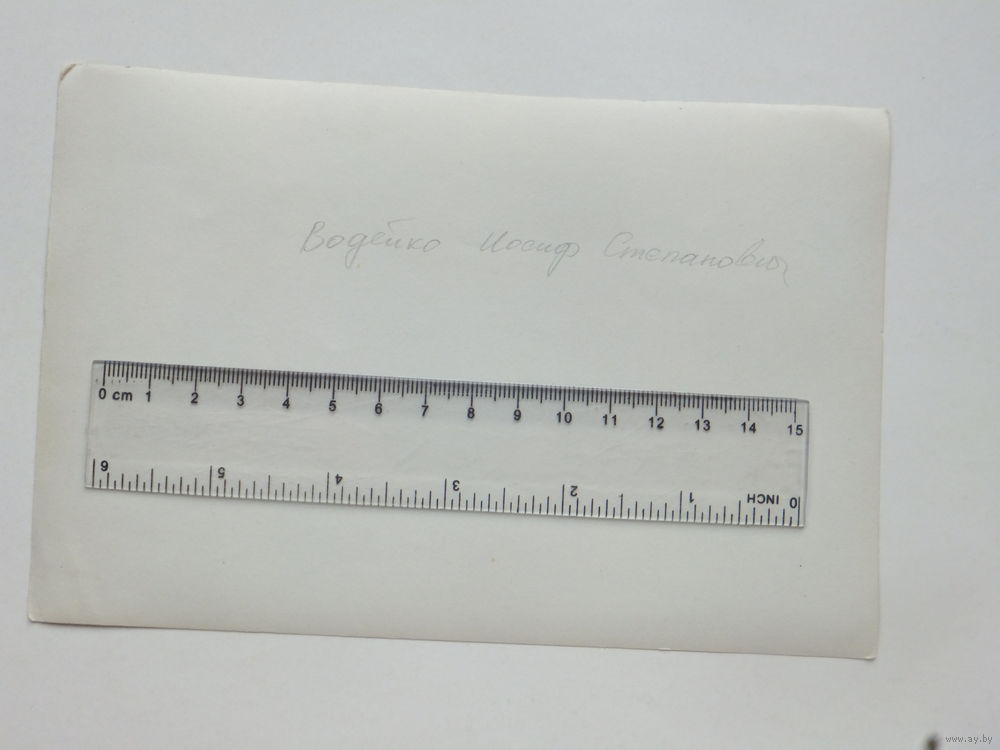 Водейко Иосиф Степанович
0 cm 1 2 3 4 5 6 7 8 9 10 11 12 13 14 15
6 5 4 3 2 1 INCH 0
www.ay.by